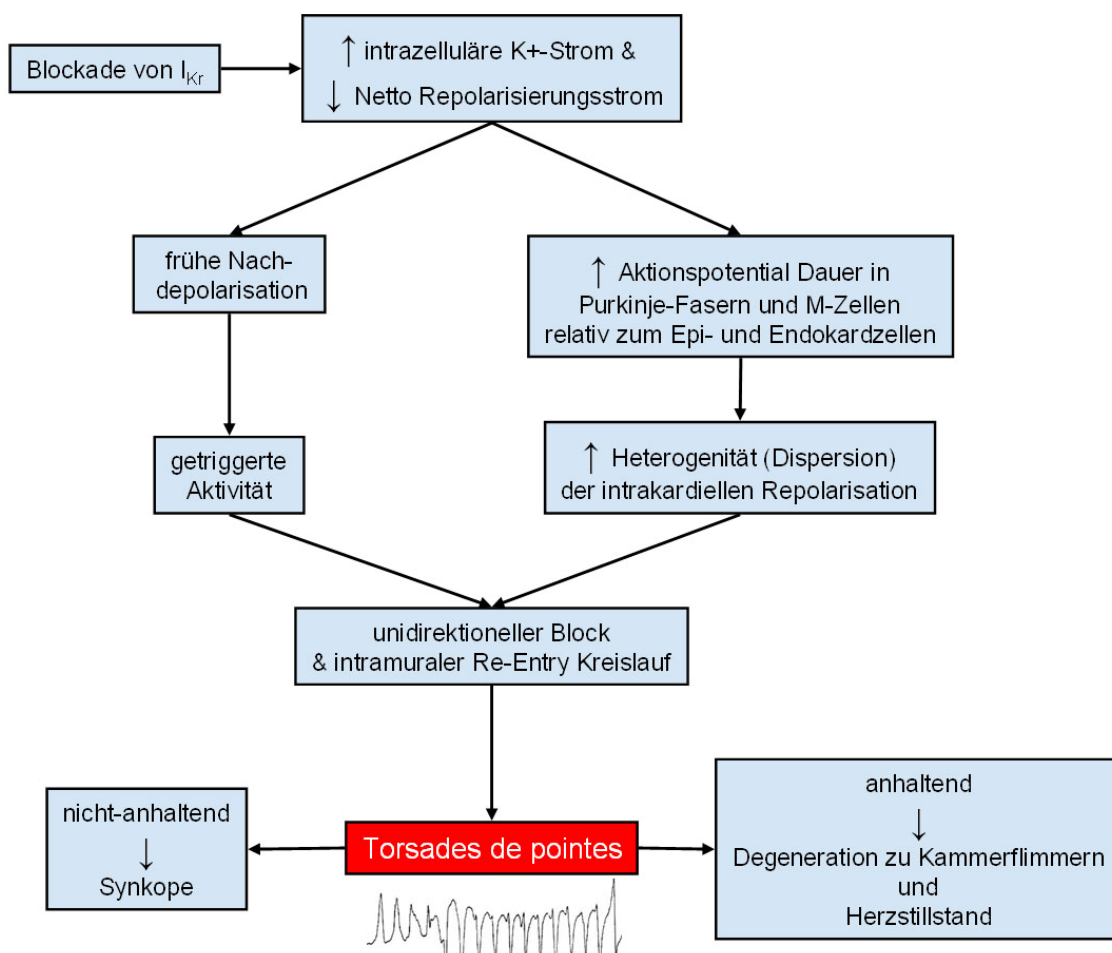 Blockade von I_Kr
↑ intrazelluläre K+-Strom &
↓ Netto Repolarisierungsstrom
frühe Nach-
depolarisation
↑ Aktionspotential Dauer in
Purkinje-Fasern und M-Zellen
relativ zum Epi- und Endokardzellen
getriggerte
Aktivität
↑ Heterogenität (Dispersion)
der intrakardiellen Repolarisation
unidirektioneller Block
& intramuraler Re-Entry Kreislauf
nicht-anhaltend
↓
Synkope
Torsades de pointes
anhaltend
↓
Degeneration zu Kammerflimmern
und
Herzstillstand